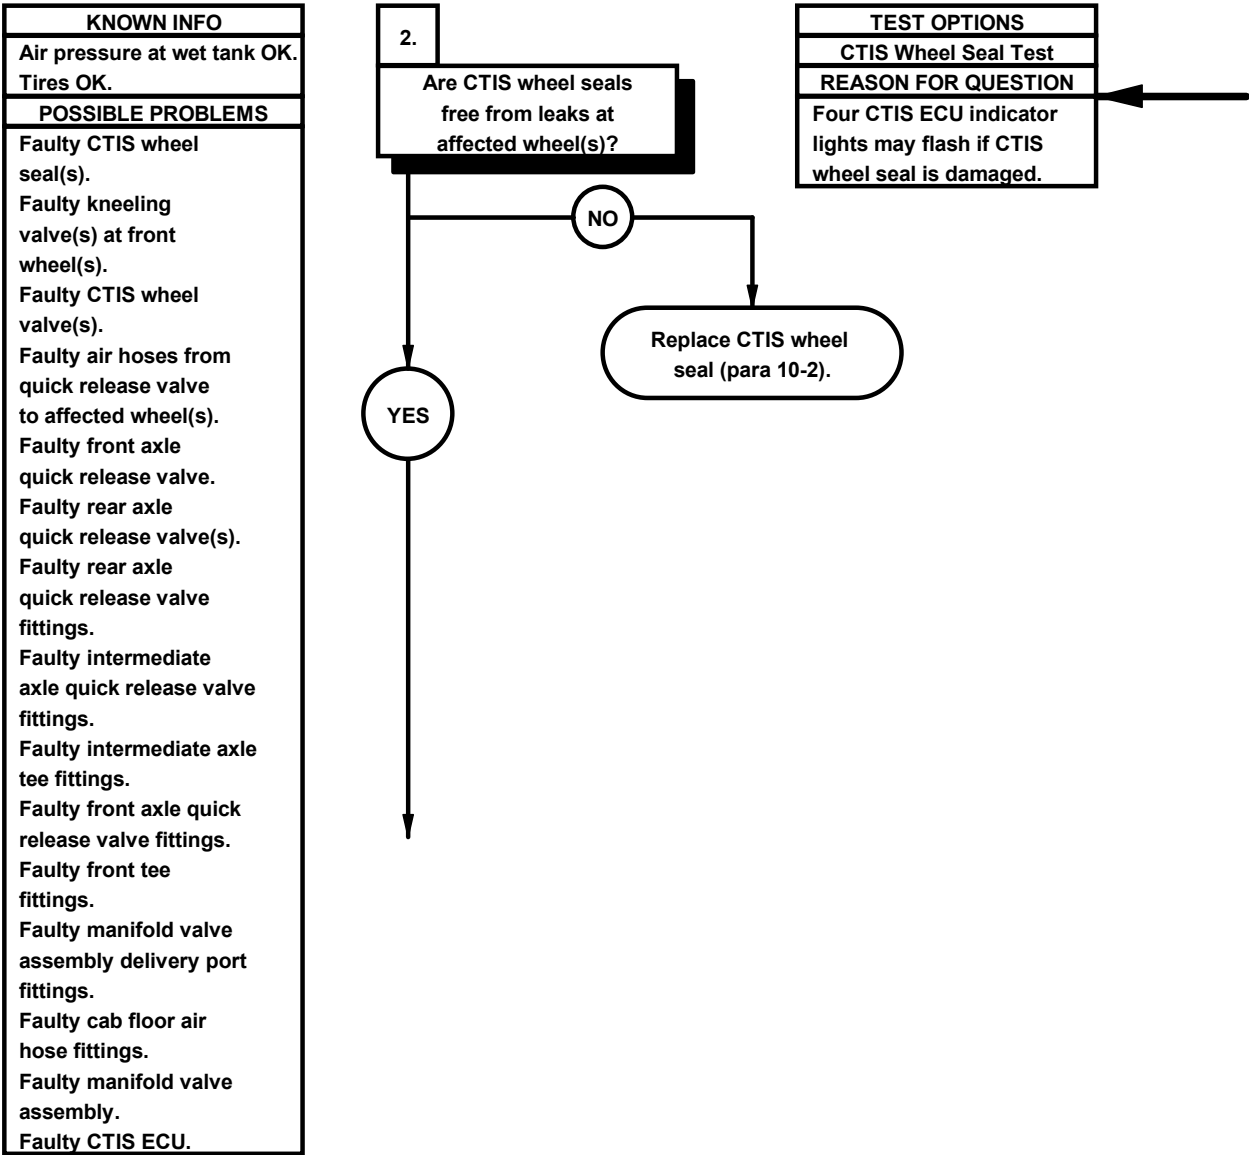 KNOWN INFO
Air pressure at wet tank OK.
Tires OK.
POSSIBLE PROBLEMS
Faulty CTIS wheel
seal(s).
Faulty kneeling
valve(s) at front
wheel(s).
Faulty CTIS wheel
valve(s).
Faulty air hoses from
quick release valve
to affected wheel(s).
Faulty front axle
quick release valve.
Faulty rear axle
quick release valve(s).
Faulty rear axle
quick release valve
fittings.
Faulty intermediate
axle quick release valve
fittings.
Faulty intermediate axle
tee fittings.
Faulty front axle quick
release valve fittings.
Faulty front tee
fittings.
Faulty manifold valve
assembly delivery port
fittings.
Faulty cab floor air
hose fittings.
Faulty manifold valve
assembly.
Faulty CTIS ECU.
2.
Are CTIS wheel seals
free from leaks at
affected wheel(s)?
NO
Replace CTIS wheel
seal (para 10-2).
YES
TEST OPTIONS
CTIS Wheel Seal Test
REASON FOR QUESTION
Four CTIS ECU indicator
lights may flash if CTIS
wheel seal is damaged.